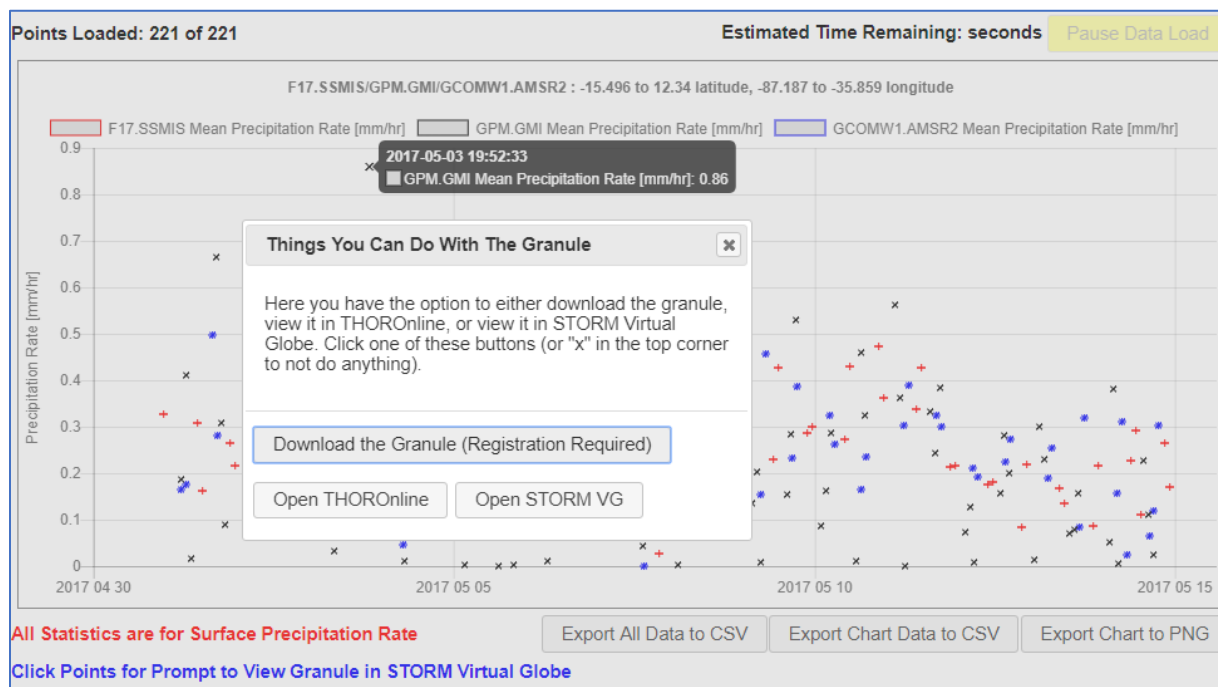 Points Loaded: 221 of 221
Estimated Time Remaining: seconds
Pause Data Load
F17.SSMIS/GPM.GMI/GCOMW1.AMSR2 : -15.496 to 12.34 latitude, -87.187 to -35.859 longitude
F17.SSMIS Mean Precipitation Rate [mm/hr]
GPM.GMI Mean Precipitation Rate [mm/hr]
GCOMW1.AMSR2 Mean Precipitation Rate [mm/hr]
0.9
2017-05-03 19:52:33
GPM.GMI Mean Precipitation Rate [mm/hr]: 0.86
0.8
0.7
0.6
0.5
0.4
0.3
0.2
0.1
0
Precipitation Rate [mm/hr]
Things You Can Do With The Granule
Here you have the option to either download the granule,
view it in THOROnline, or view it in STORM Virtual
Globe. Click one of these buttons (or "x" in the top corner
to not do anything).
Download the Granule (Registration Required)
Open THOROnline
Open STORM VG
2017 04 30
2017 05 05
2017 05 10
2017 05 15
All Statistics are for Surface Precipitation Rate
Export All Data to CSV
Export Chart Data to CSV
Export Chart to PNG
Click Points for Prompt to View Granule in STORM Virtual Globe